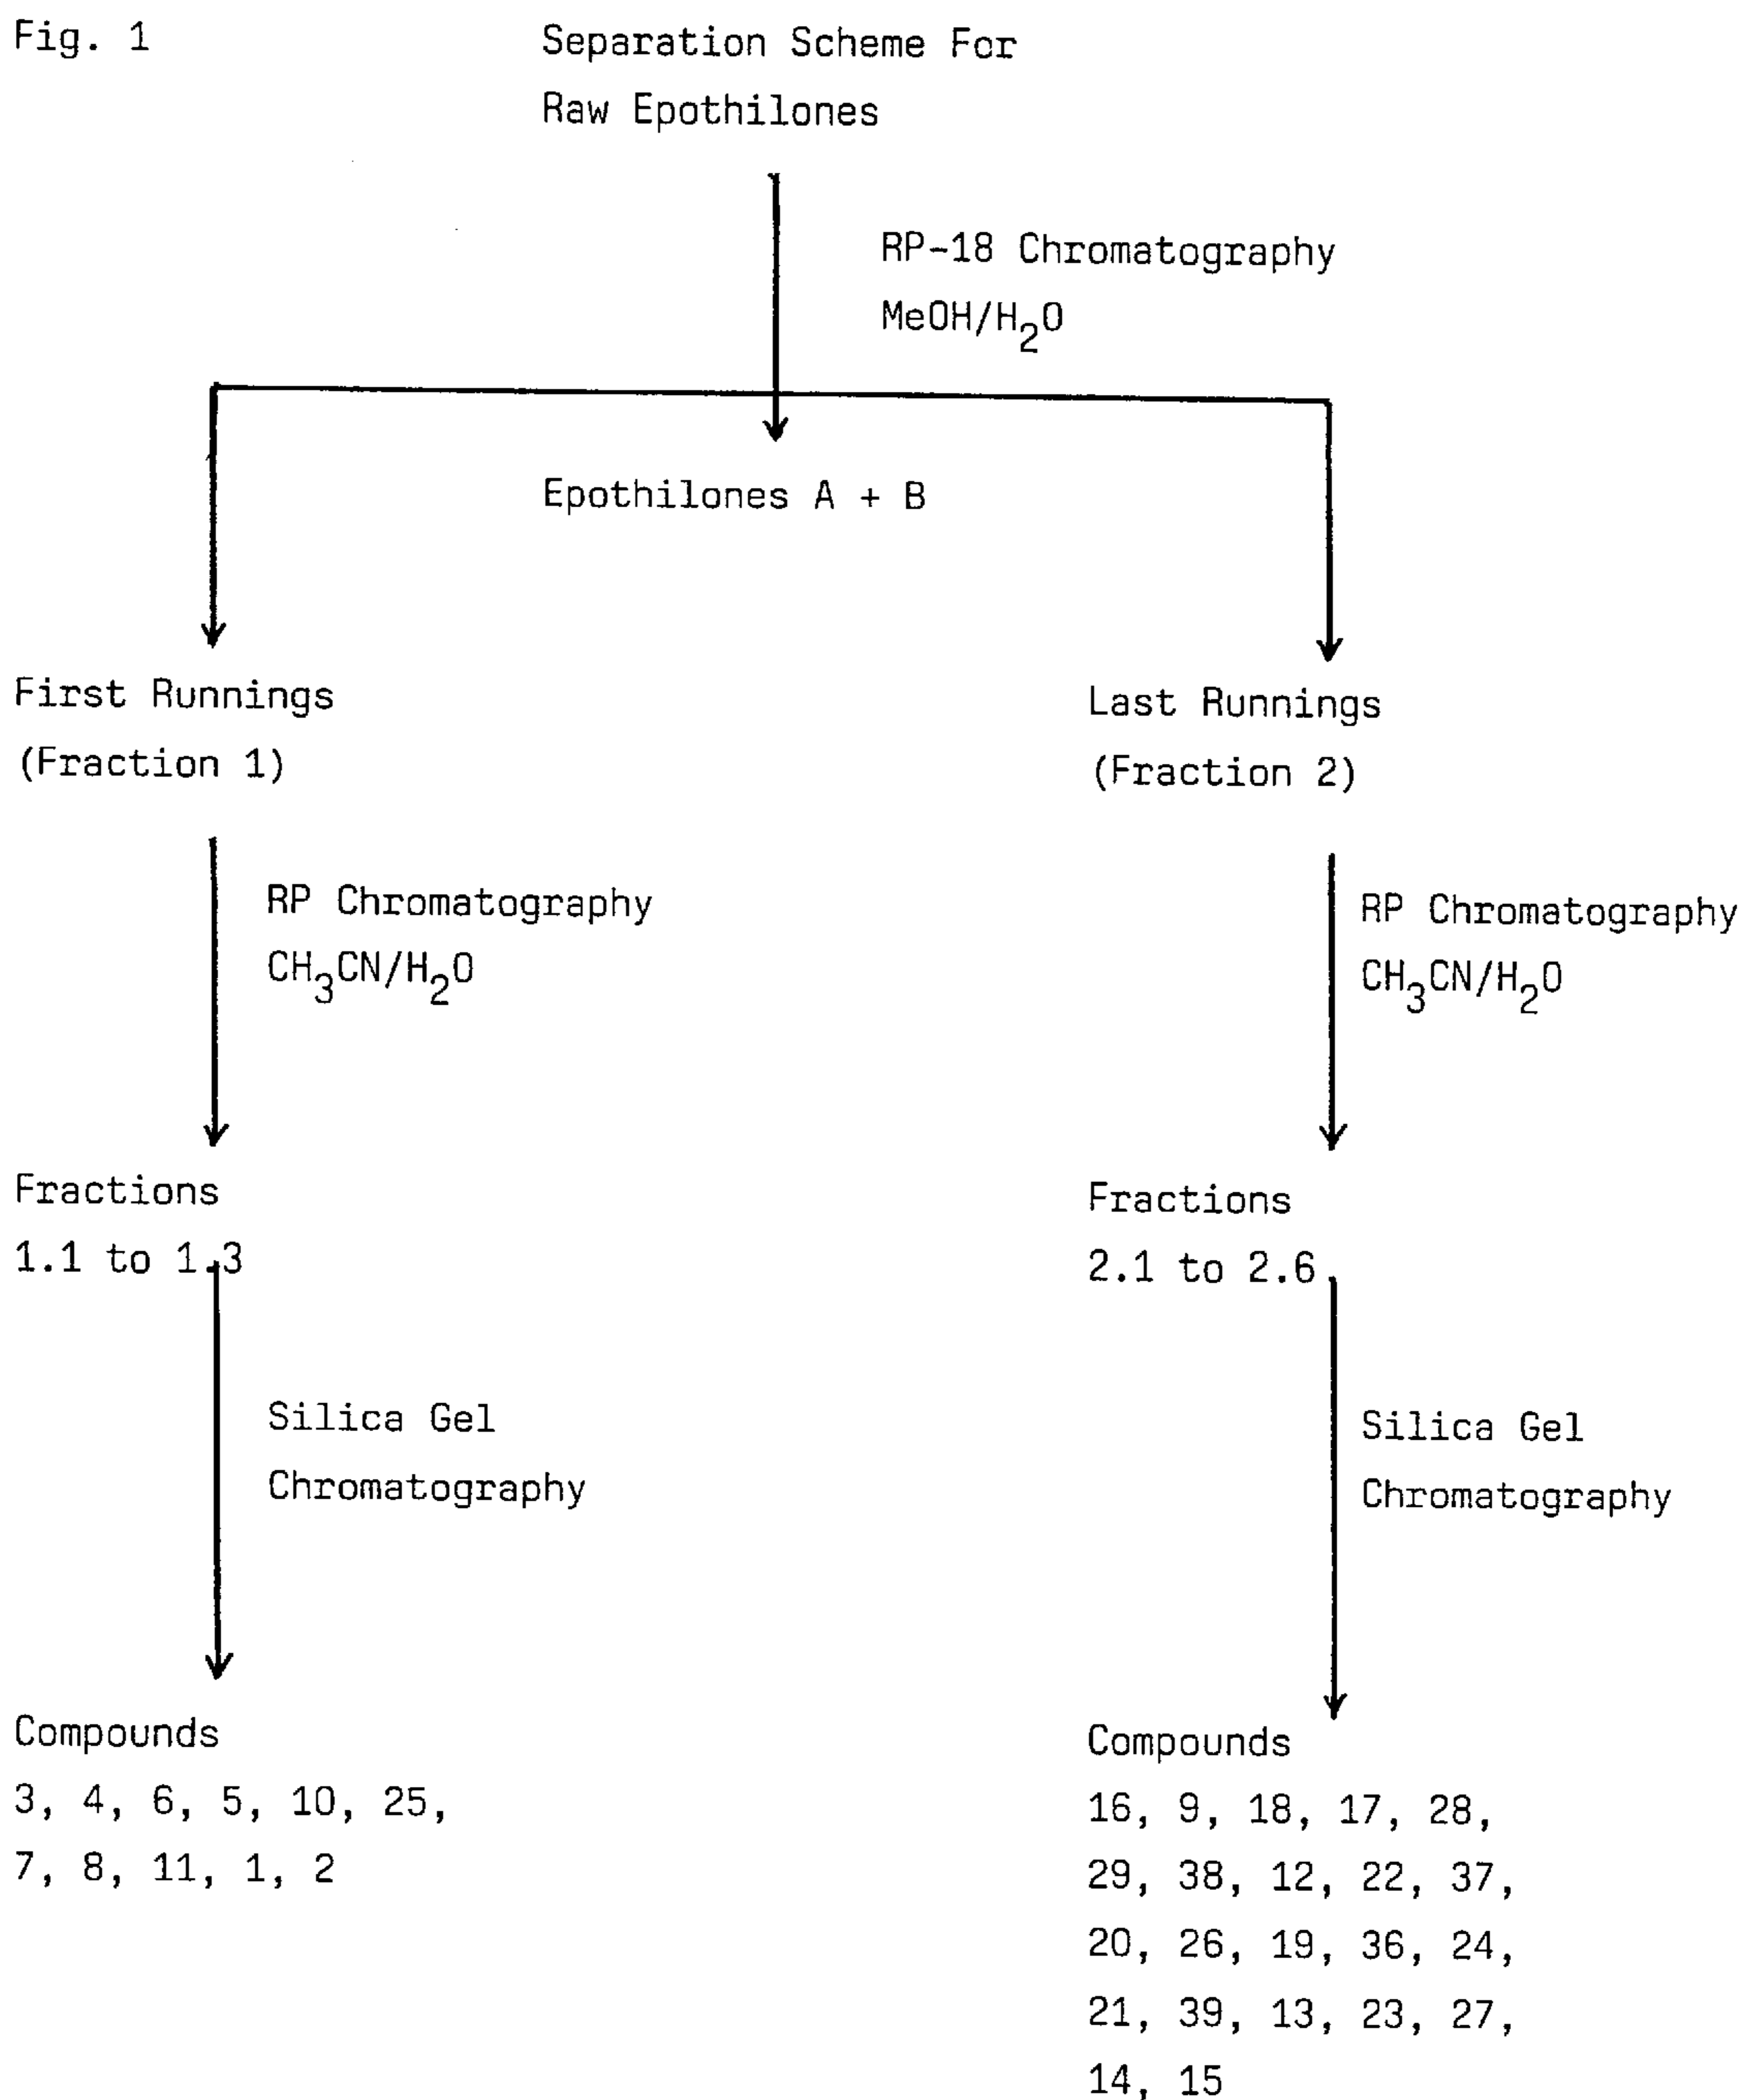 Fig. 1
Separation Scheme For
Raw Epothilones
RP-18 Chromatography
MeOH/H2O
Epothilones A + B
First Runnings
(Fraction 1)
Last Runnings
(Fraction 2)
RP Chromatography
CH3CN/H2O
RP Chromatography
CH3CN/H2O
Fractions
1.1 to 1.3
Fractions
2.1 to 2.6
Silica Gel
Chromatography
Silica Gel
Chromatography
Compounds
3, 4, 6, 5, 10, 25,
7, 8, 11, 1, 2
Compounds
16, 9, 18, 17, 28,
29, 38, 12, 22, 37,
20, 26, 19, 36, 24,
21, 39, 13, 23, 27,
14, 15